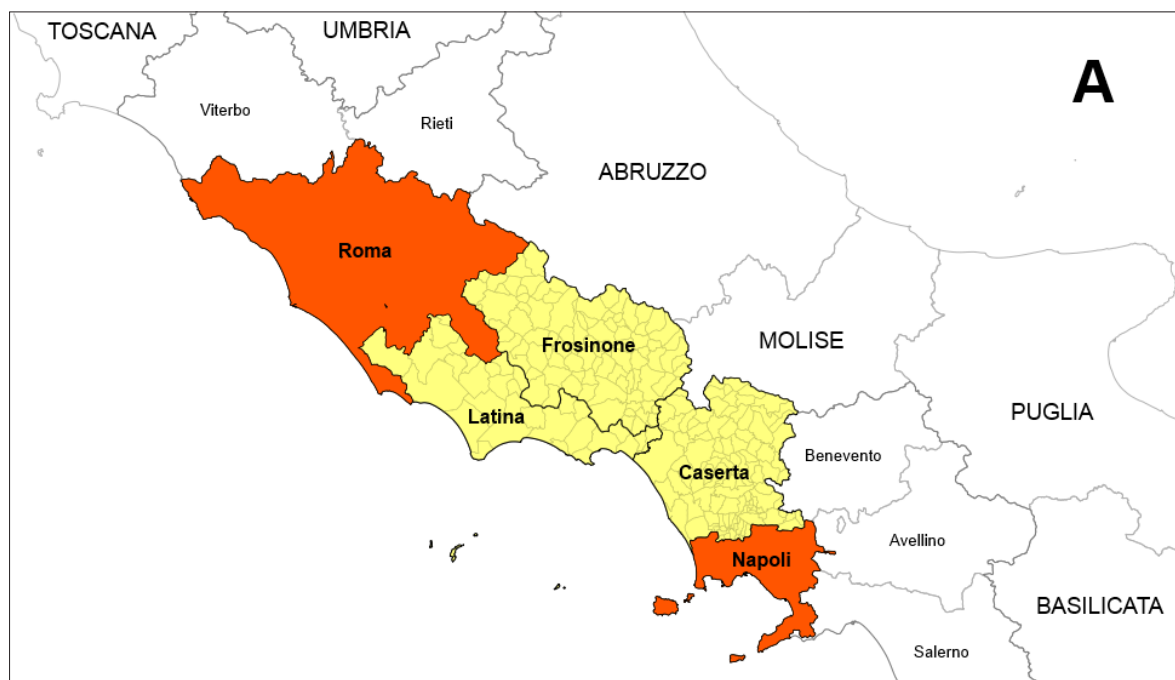 TOSCANA
UMBRIA
A
Viterbo
Rieti
ABRUZZO
Roma
MOLISE
Frosinone
PUGLIA
Latina
Benevento
Caserta
Avellino
Napoli
BASILICATA
Salerno